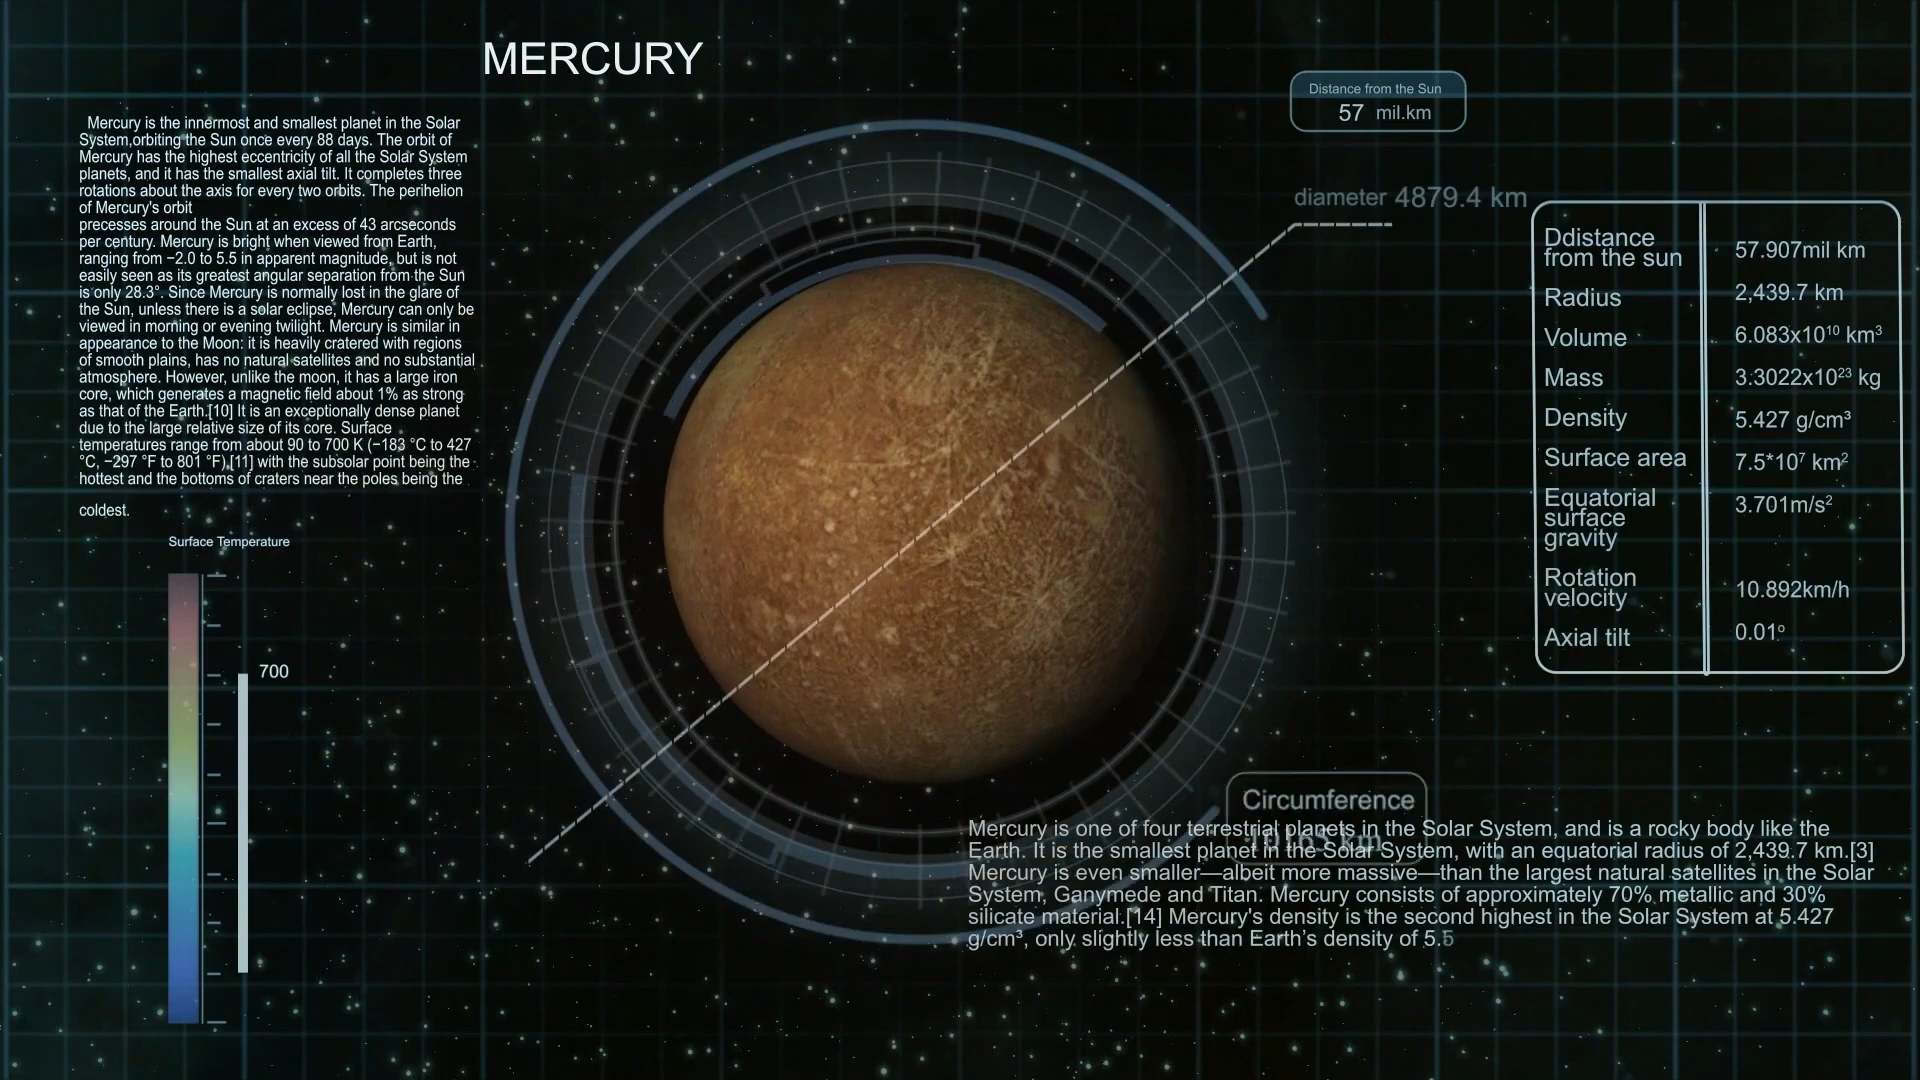 MERCURY
Mercury is the innermost and smallest planet in the Solar
System,orbiting the Sun once every 88 days. The orbit of
Mercury has the highest eccentricity of all the Solar System
planets, and it has the smallest axial tilt. It completes three
rotations about the axis for every two orbits. The perihelion
of Mercury's orbit
precesses around the Sun at an excess of 43 arcseconds
per century. Mercury is bright when viewed from Earth,
ranging from −2.0 to 5.5 in apparent magnitude, but is not
easily seen as its greatest angular separation from the Sun
is only 28.3°. Since Mercury is normally lost in the glare of
the Sun, unless there is a solar eclipse, Mercury can only be
viewed in morning or evening twilight. Mercury is similar in
appearance to the Moon: it is heavily cratered with regions
of smooth plains, has no natural satellites and no substantial
atmosphere. However, unlike the moon, it has a large iron
core, which generates a magnetic field about 1% as strong
as that of the Earth.[10] It is an exceptionally dense planet
due to the large relative size of its core. Surface
temperatures range from about 90 to 700 K (−183 °C to 427
°C, −297 °F to 801 °F),[11] with the subsolar point being the
hottest and the bottoms of craters near the poles being the
coldest.
Surface Temperature
700
Distance from the Sun
57 mil.km
diameter 4879.4 km
Ddistance
from the sun
57.907mil km
Radius
2,439.7 km
Volume
6.083x10¹⁰ km³
Mass
3.3022x10²³ kg
Density
5.427 g/cm³
Surface area
7.5*10⁷ km²
Equatorial
surface
gravity
3.701m/s²
Rotation
velocity
10.892km/h
Axial tilt
0.01º
Circumference
km
Mercury is one of four terrestrial planets in the Solar System, and is a rocky body like the
Earth. It is the smallest planet in the Solar System, with an equatorial radius of 2,439.7 km.[3]
Mercury is even smaller—albeit more massive—than the largest natural satellites in the Solar
System, Ganymede and Titan. Mercury consists of approximately 70% metallic and 30%
silicate material.[14] Mercury's density is the second highest in the Solar System at 5.427
g/cm³, only slightly less than Earth's density of 5.5